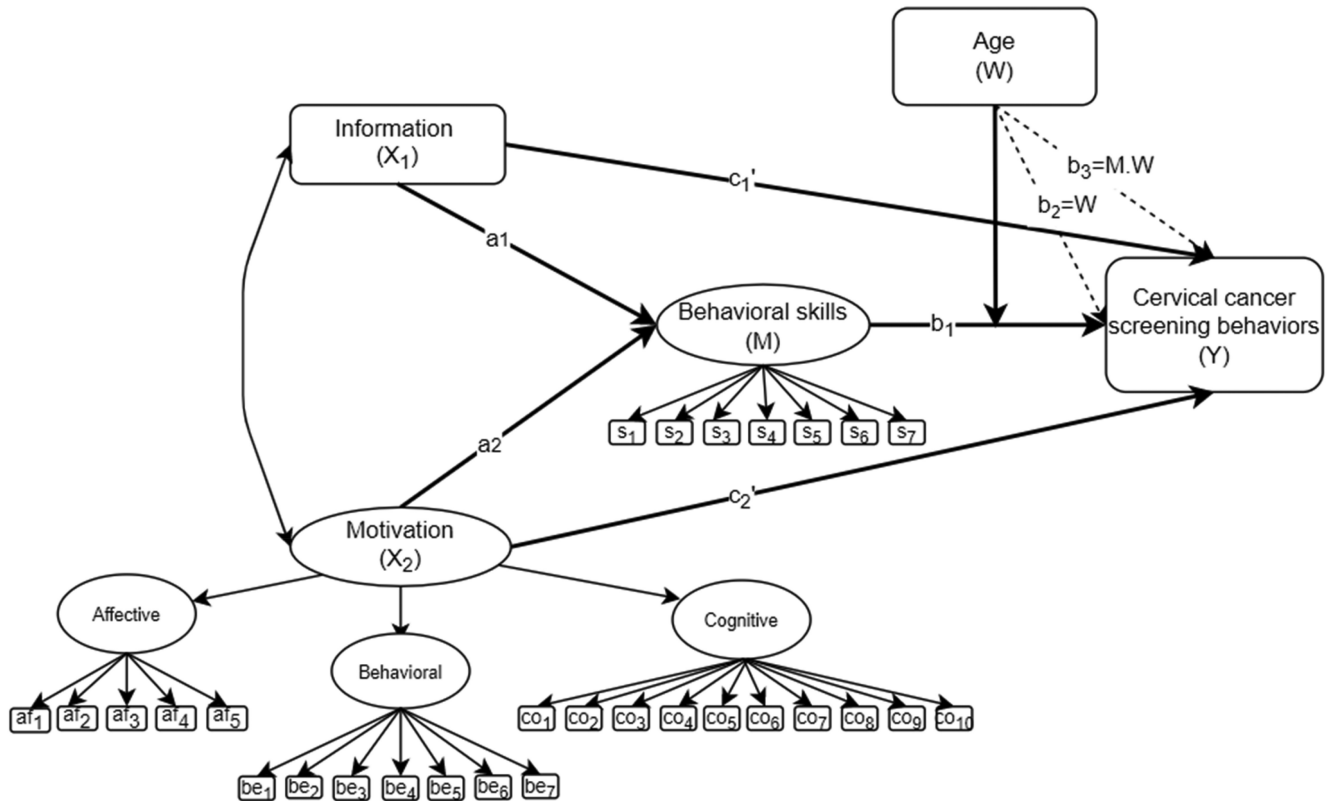 Age
(W)
Information
(X₁)
b₃=M.W
c₁'
b₂=W
a1
Behavioral skills
(M)
b₁
Cervical cancer
screening behaviors
(Y)
s₁ s₂ s₃ s₄ s₅ s₆ s₇
a2
c₂'
Motivation
(X₂)
Affective
Cognitive
Behavioral
af₁ af₂ af₃ af₄ af₅
co₁ co₂ co₃ co₄ co₅ co₆ co₇ co₈ co₉ co₁₀
be₁ be₂ be₃ be₄ be₅ be₆ be₇